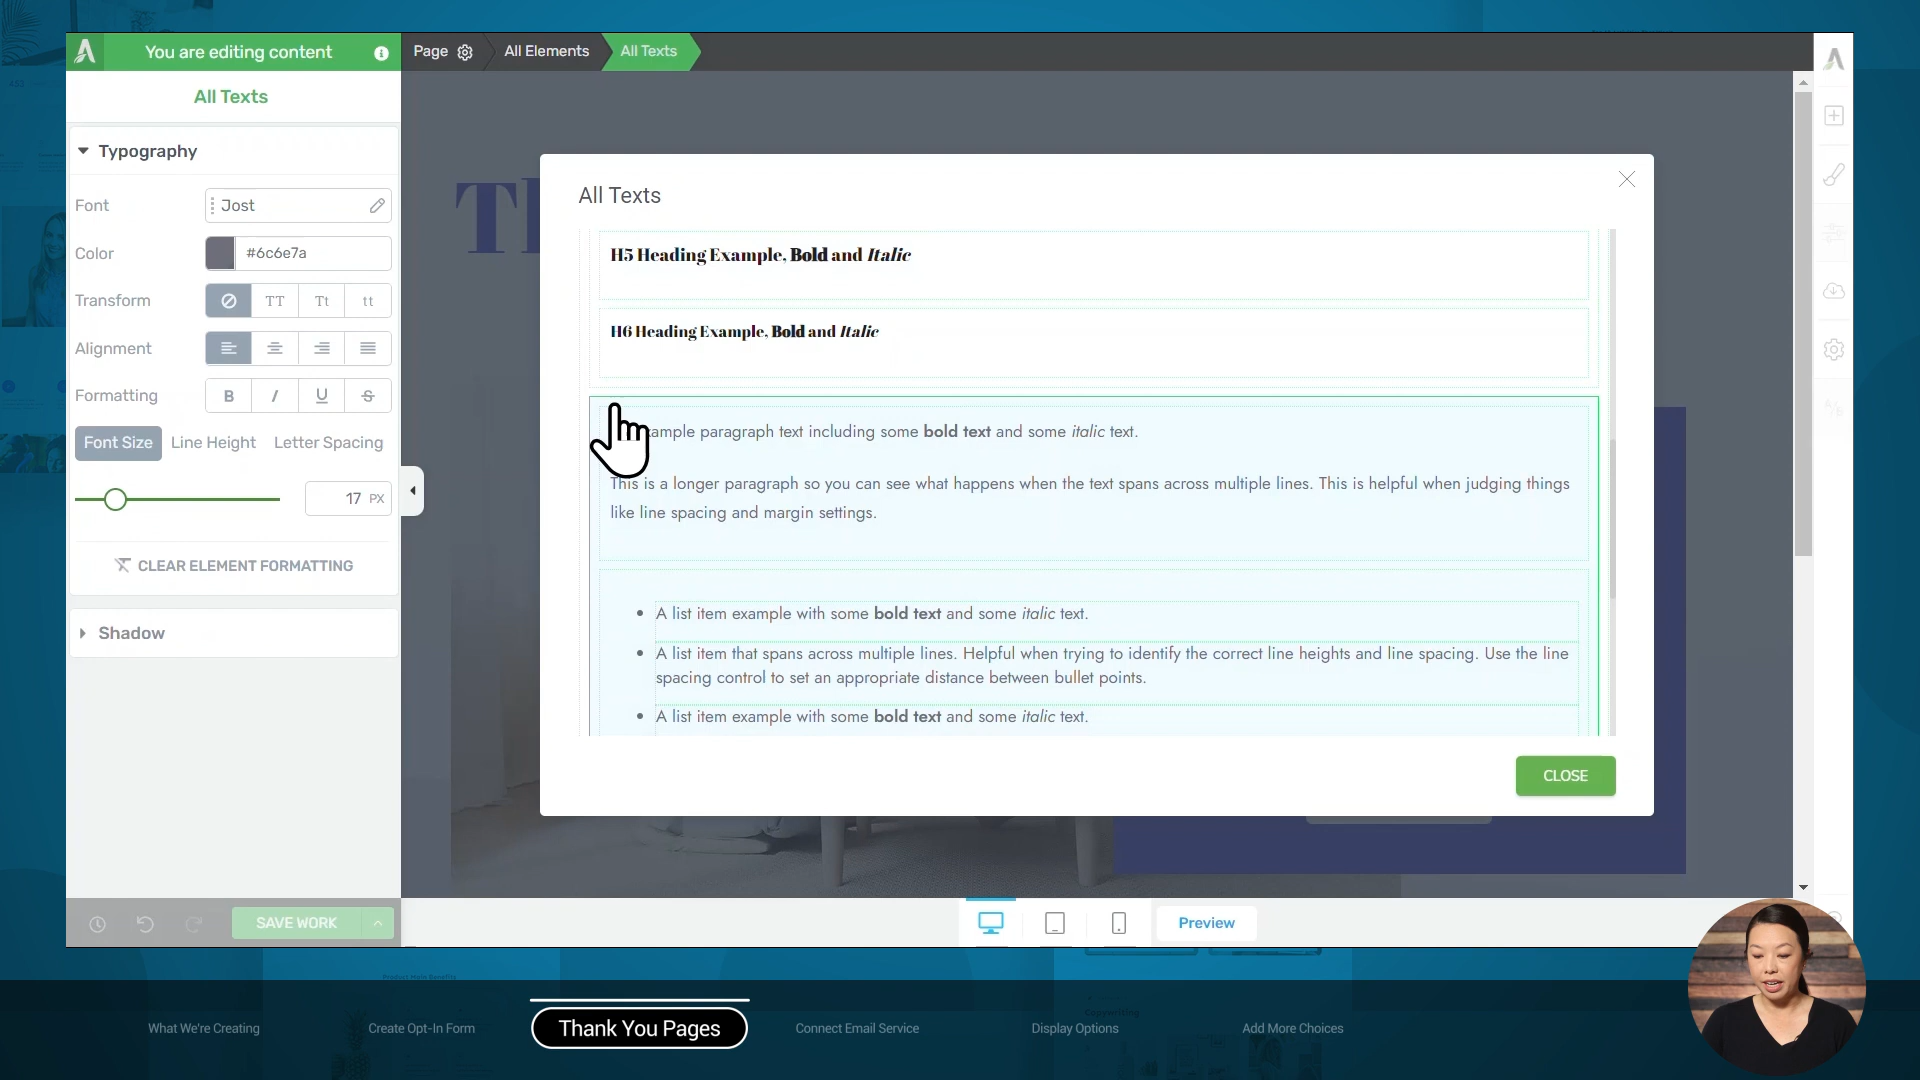 You are editing content
Page
All Elements
All Texts
All Texts
Typography
Font
Jost
Color
#6c6e7a
Transform
TT
Tt
tt
Alignment
Formatting
B
I
U
S
Font Size
Line Height
Letter Spacing
17 PX
CLEAR ELEMENT FORMATTING
Shadow
SAVE WORK
All Texts
H5 Heading Example, Bold and Italic
H6 Heading Example, Bold and Italic
ample paragraph text including some bold text and some italic text.
This is a longer paragraph so you can see what happens when the text spans across multiple lines. This is helpful when judging things
like line spacing and margin settings.
A list item example with some bold text and some italic text.
A list item that spans across multiple lines. Helpful when trying to identify the correct line heights and line spacing. Use the line
spacing control to set an appropriate distance between bullet points.
A list item example with some bold text and some italic text.
CLOSE
Preview
Product Main Benefits
What We're Creating
Create Opt-In Form
Thank You Pages
Connect Email Service
Display Options
Add More Choices